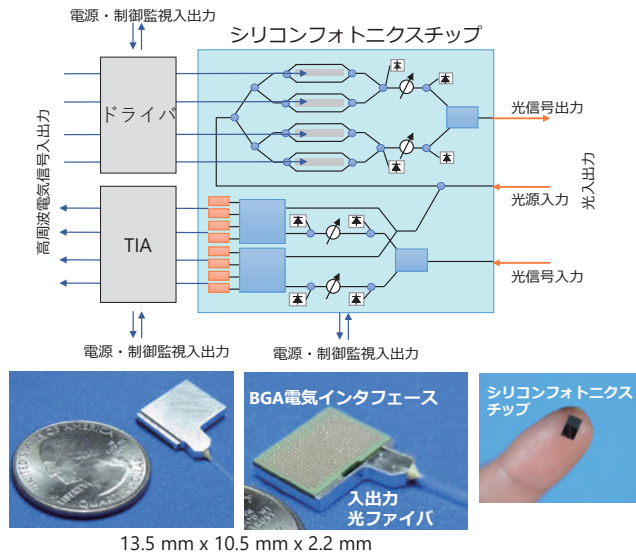 電源・制御監視入出力
シリコンフォトニクスチップ
ドライバ
高周波電気信号入出力
TIA
光信号出力
光源入力
光信号入力
光入出力
電源・制御監視入出力
電源・制御監視入出力
BGA電気インタフェース
入出力
光ファイバ
シリコンフォトニクス
チップ
13.5 mm x 10.5 mm x 2.2 mm